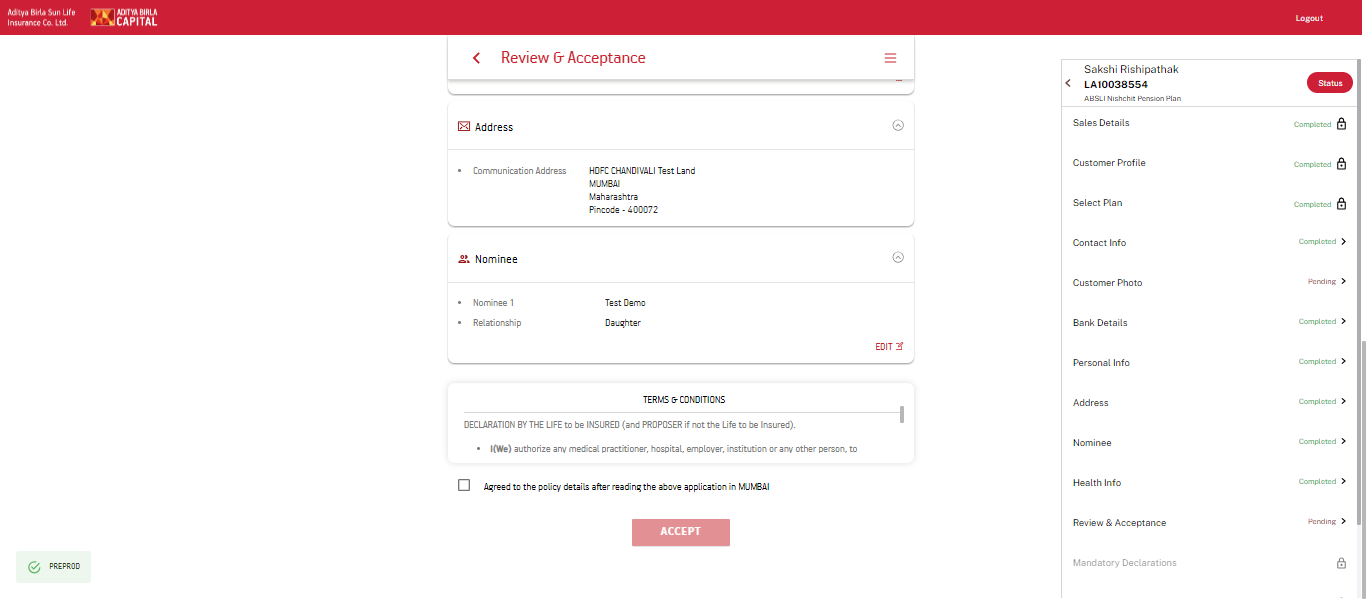 Aditya Birla Sun Life
Insurance Co. Ltd.
ADITYA BIRLA
CAPITAL
Logout
Review & Acceptance
Address
• Communication Address HDFC CHANDIVALI Test Land
MUMBAI
Maharashtra
Pincode - 400072
Nominee
• Nominee 1 Test Demo
• Relationship Daughter
EDIT
TERMS & CONDITIONS
DECLARATION BY THE LIFE to be INSURED (and PROPOSER if not the Life to be Insured).
• I(We) authorize any medical practitioner, hospital, employer, institution or any other person, to
Agreed to the policy details after reading the above application in MUMBAI
ACCEPT
PREPROD
Sakshi Rishipathak
LA10038554
ABSLI Nishchit Pension Plan
Status
Sales Details Completed
Customer Profile Completed
Select Plan Completed
Contact Info Completed
Customer Photo Pending
Bank Details Completed
Personal Info Completed
Address Completed
Nominee Completed
Health Info Completed
Review & Acceptance Pending
Mandatory Declarations